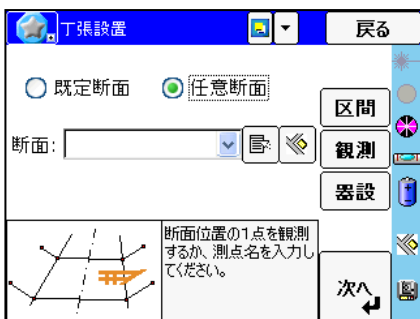 丁張設置
戻る
既定断面
任意断面
区間
断面:
観測
器設
断面位置の1点を観測
するか、測点名を入力し
てください。
次へ